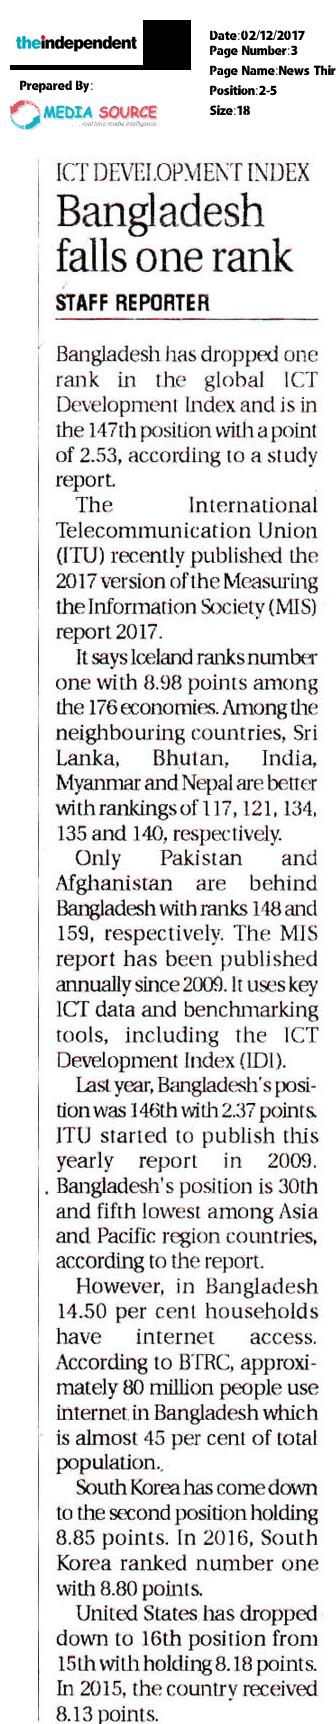 theindependent
Date:02/12/2017
Page Number:3
Page Name:News Thir
Position:2-5
Size:18
Prepared By:
MEDIA SOURCE
real time media intelligence
ICT DEVELOPMENT INDEX
Bangladesh
falls one rank
STAFF REPORTER
Bangladesh has dropped one
rank in the global ICT
Development Index and is in
the 147th position with a point
of 2.53, according to a study
report.
The International
Telecommunication Union
(ITU) recently published the
2017 version of the Measuring
the Information Society (MIS)
report 2017.
It says Iceland ranks number
one with 8.98 points among
the 176 economies. Among the
neighbouring countries, Sri
Lanka, Bhutan, India,
Myanmar and Nepal are better
with rankings of 117, 121, 134,
135 and 140, respectively.
Only Pakistan and
Afghanistan are behind
Bangladesh with ranks 148 and
159, respectively. The MIS
report has been published
annually since 2009. It uses key
ICT data and benchmarking
tools, including the ICT
Development Index (IDI).
Last year, Bangladesh's posi-
tion was 146th with 2.37 points.
ITU started to publish this
yearly report in 2009.
Bangladesh's position is 30th
and fifth lowest among Asia
and Pacific region countries,
according to the report.
However, in Bangladesh
14.50 per cent households
have internet access.
According to BTRC, approxi-
mately 80 million people use
internet in Bangladesh which
is almost 45 per cent of total
population.
South Korea has come down
to the second position holding
8.85 points. In 2016, South
Korea ranked number one
with 8.80 points.
United States has dropped
down to 16th position from
15th with holding 8.18 points.
In 2015, the country received
8.13 points.